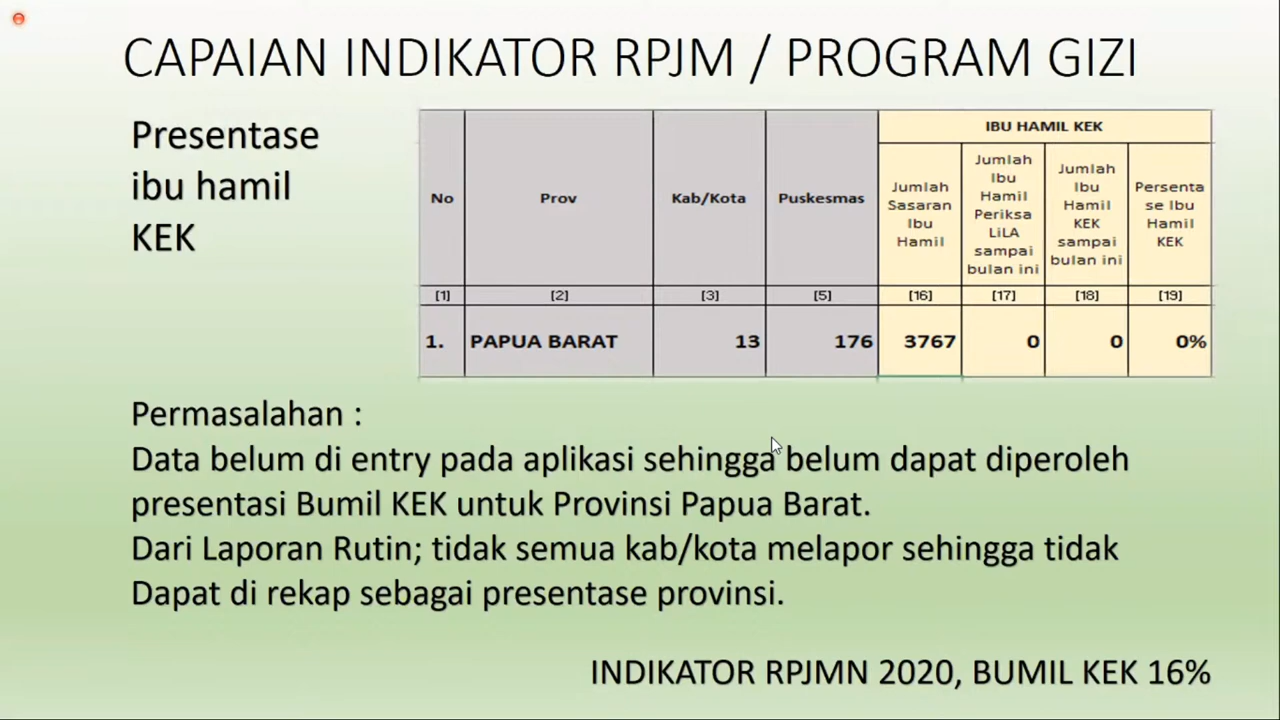 CAPAIAN INDIKATOR RPJM / PROGRAM GIZI
Presentase
ibu hamil
KEK
No
Prov
Kab/Kota
Puskesmas
IBU HAMIL KEK
Jumlah
Sasaran
Ibu
Hamil
Jumlah
Ibu
Hamil
Periksa
LiLA
sampai
bulan ini
Jumlah
Ibu
Hamil
KEK
sampai
bulan ini
Persenta
se Ibu
Hamil
KEK
[1] [2] [3] [5] [16] [17] [18] [19]
1. PAPUA BARAT 13 176 3767 0 0 0%
Permasalahan :
Data belum di entry pada aplikasi sehingga belum dapat diperoleh
presentasi Bumil KEK untuk Provinsi Papua Barat.
Dari Laporan Rutin; tidak semua kab/kota melapor sehingga tidak
Dapat di rekap sebagai presentase provinsi.
INDIKATOR RPJMN 2020, BUMIL KEK 16%